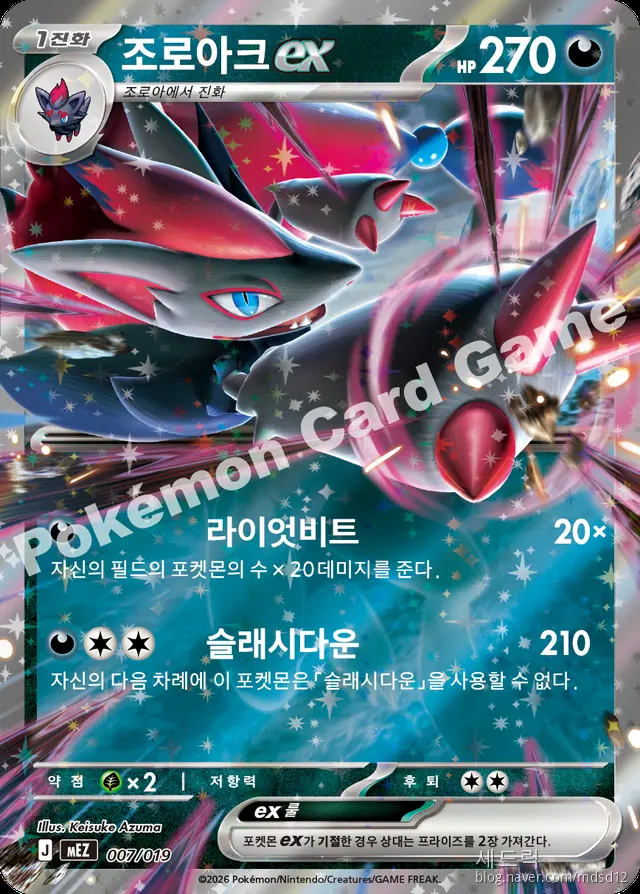 1진화
조로아크 ex HP 270
조로아에서 진화
Pokémon Card Game
라이엇비트 20×
자신의 필드의 포켓몬의 수 × 20데미지를 준다.
슬래시다운 210
자신의 다음 차례에 이 포켓몬은 「슬래시다운」을 사용할 수 없다.
약점 ×2 저항력 후퇴
ex룰
포켓몬 ex가 기절한 경우 상대는 프라이즈를 2장 가져간다.
Illus. Keisuke Azuma
J MEZ 007/019
세드릭
blog.naver.com/mdsd12
©2026 Pokémon/Nintendo/Creatures/GAME FREAK.